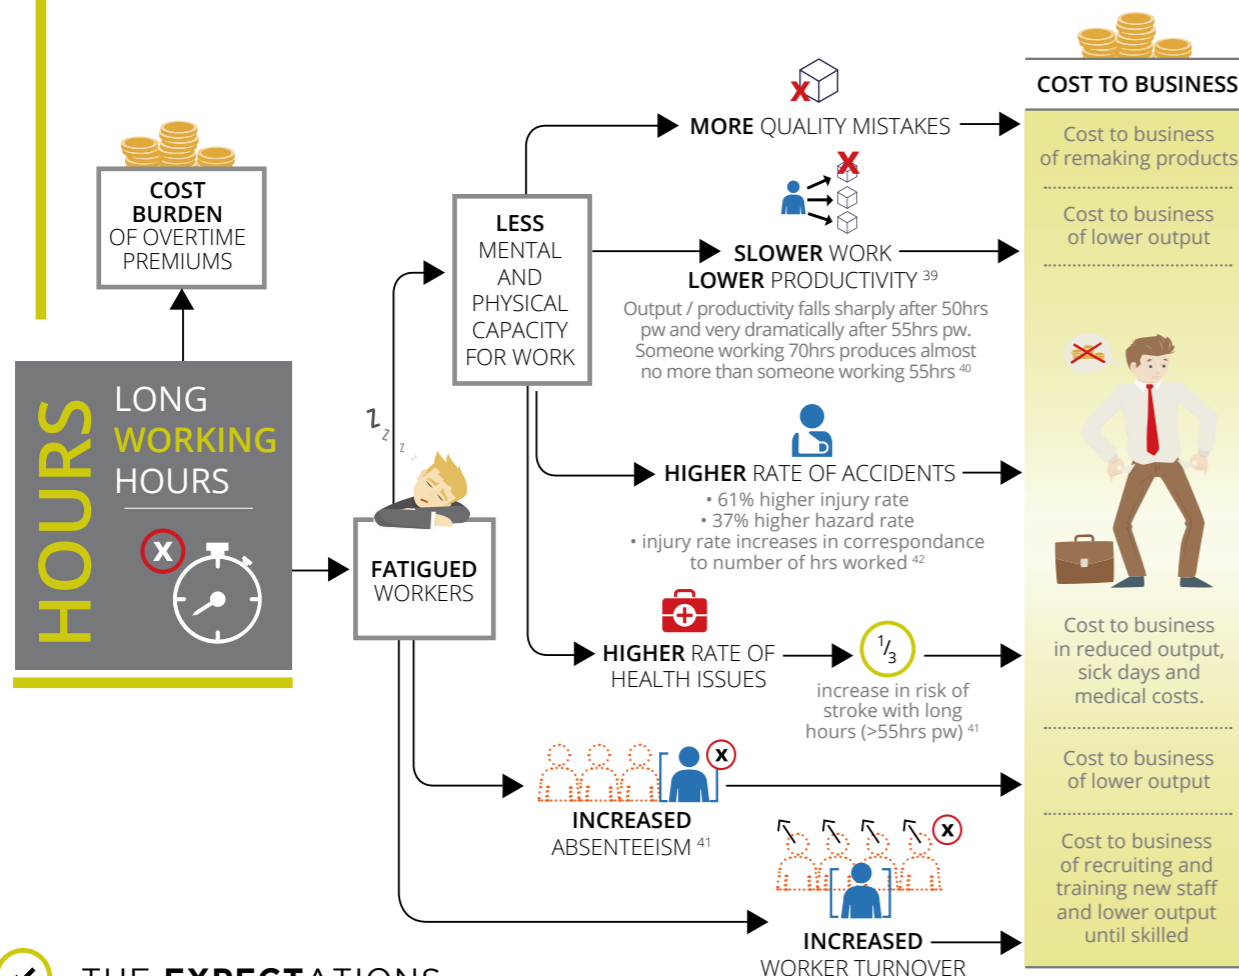 COST
BURDEN
OF OVERTIME
PREMIUMS
HOURS
LONG
WORKING
HOURS
X
z
z
z
z
FATIGUED
WORKERS
LESS
MENTAL
AND
PHYSICAL
CAPACITY
FOR WORK
X
MORE QUALITY MISTAKES
X
SLOWER WORK
LOWER PRODUCTIVITY 39
Output / productivity falls sharply after 50hrs
pw and very dramatically after 55hrs pw.
Someone working 70hrs produces almost
no more than someone working 55hrs 40
HIGHER RATE OF ACCIDENTS
• 61% higher injury rate
• 37% higher hazard rate
• injury rate increases in correspondance
to number of hrs worked 42
HIGHER RATE OF
HEALTH ISSUES
1/3
increase in risk of
stroke with long
hours (>55hrs pw) 41
X
INCREASED
ABSENTEEISM 41
X
INCREASED
WORKER TURNOVER
COST TO BUSINESS
Cost to business
of remaking products
Cost to business
of lower output
Cost to business
in reduced output,
sick days and
medical costs.
Cost to business
of lower output
Cost to business
of recruiting and
training new staff
and lower output
until skilled
THE EXPECTATIONS